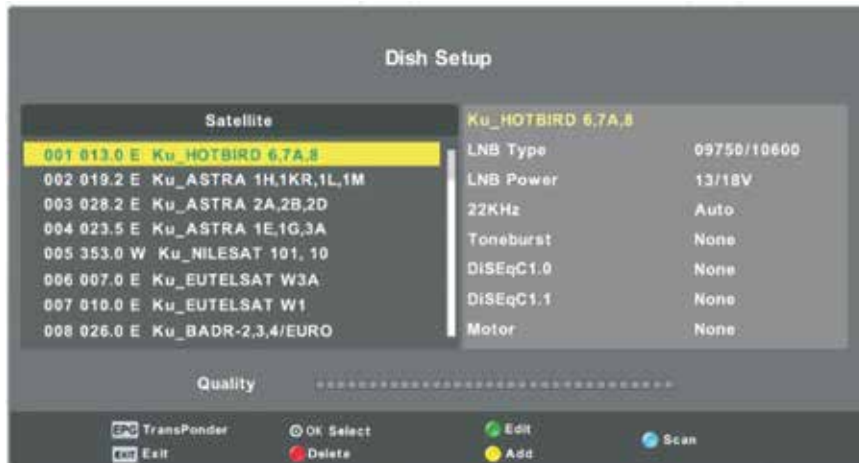 Dish Setup
Satellite
001 013.0 E Ku_HOTBIRD 6,7A,8
002 019.2 E Ku_ASTRA 1H,1KR,1L,1M
003 028.2 E Ku_ASTRA 2A,2B,2D
004 023.5 E Ku_ASTRA 1E,1G,3A
005 353.0 W Ku_NILESAT 101, 10
006 007.0 E Ku_EUTELSAT W3A
007 010.0 E Ku_EUTELSAT W1
008 026.0 E Ku_BADR-2,3,4/EURO
Ku_HOTBIRD 6,7A,8
LNB Type 09750/10600
LNB Power 13/18V
22KHz Auto
Toneburst None
DiSEqC1.0 None
DiSEqC1.1 None
Motor None
Quality
EPG TransPonder OK Select Edit Scan
EXIT Exit Delete Add